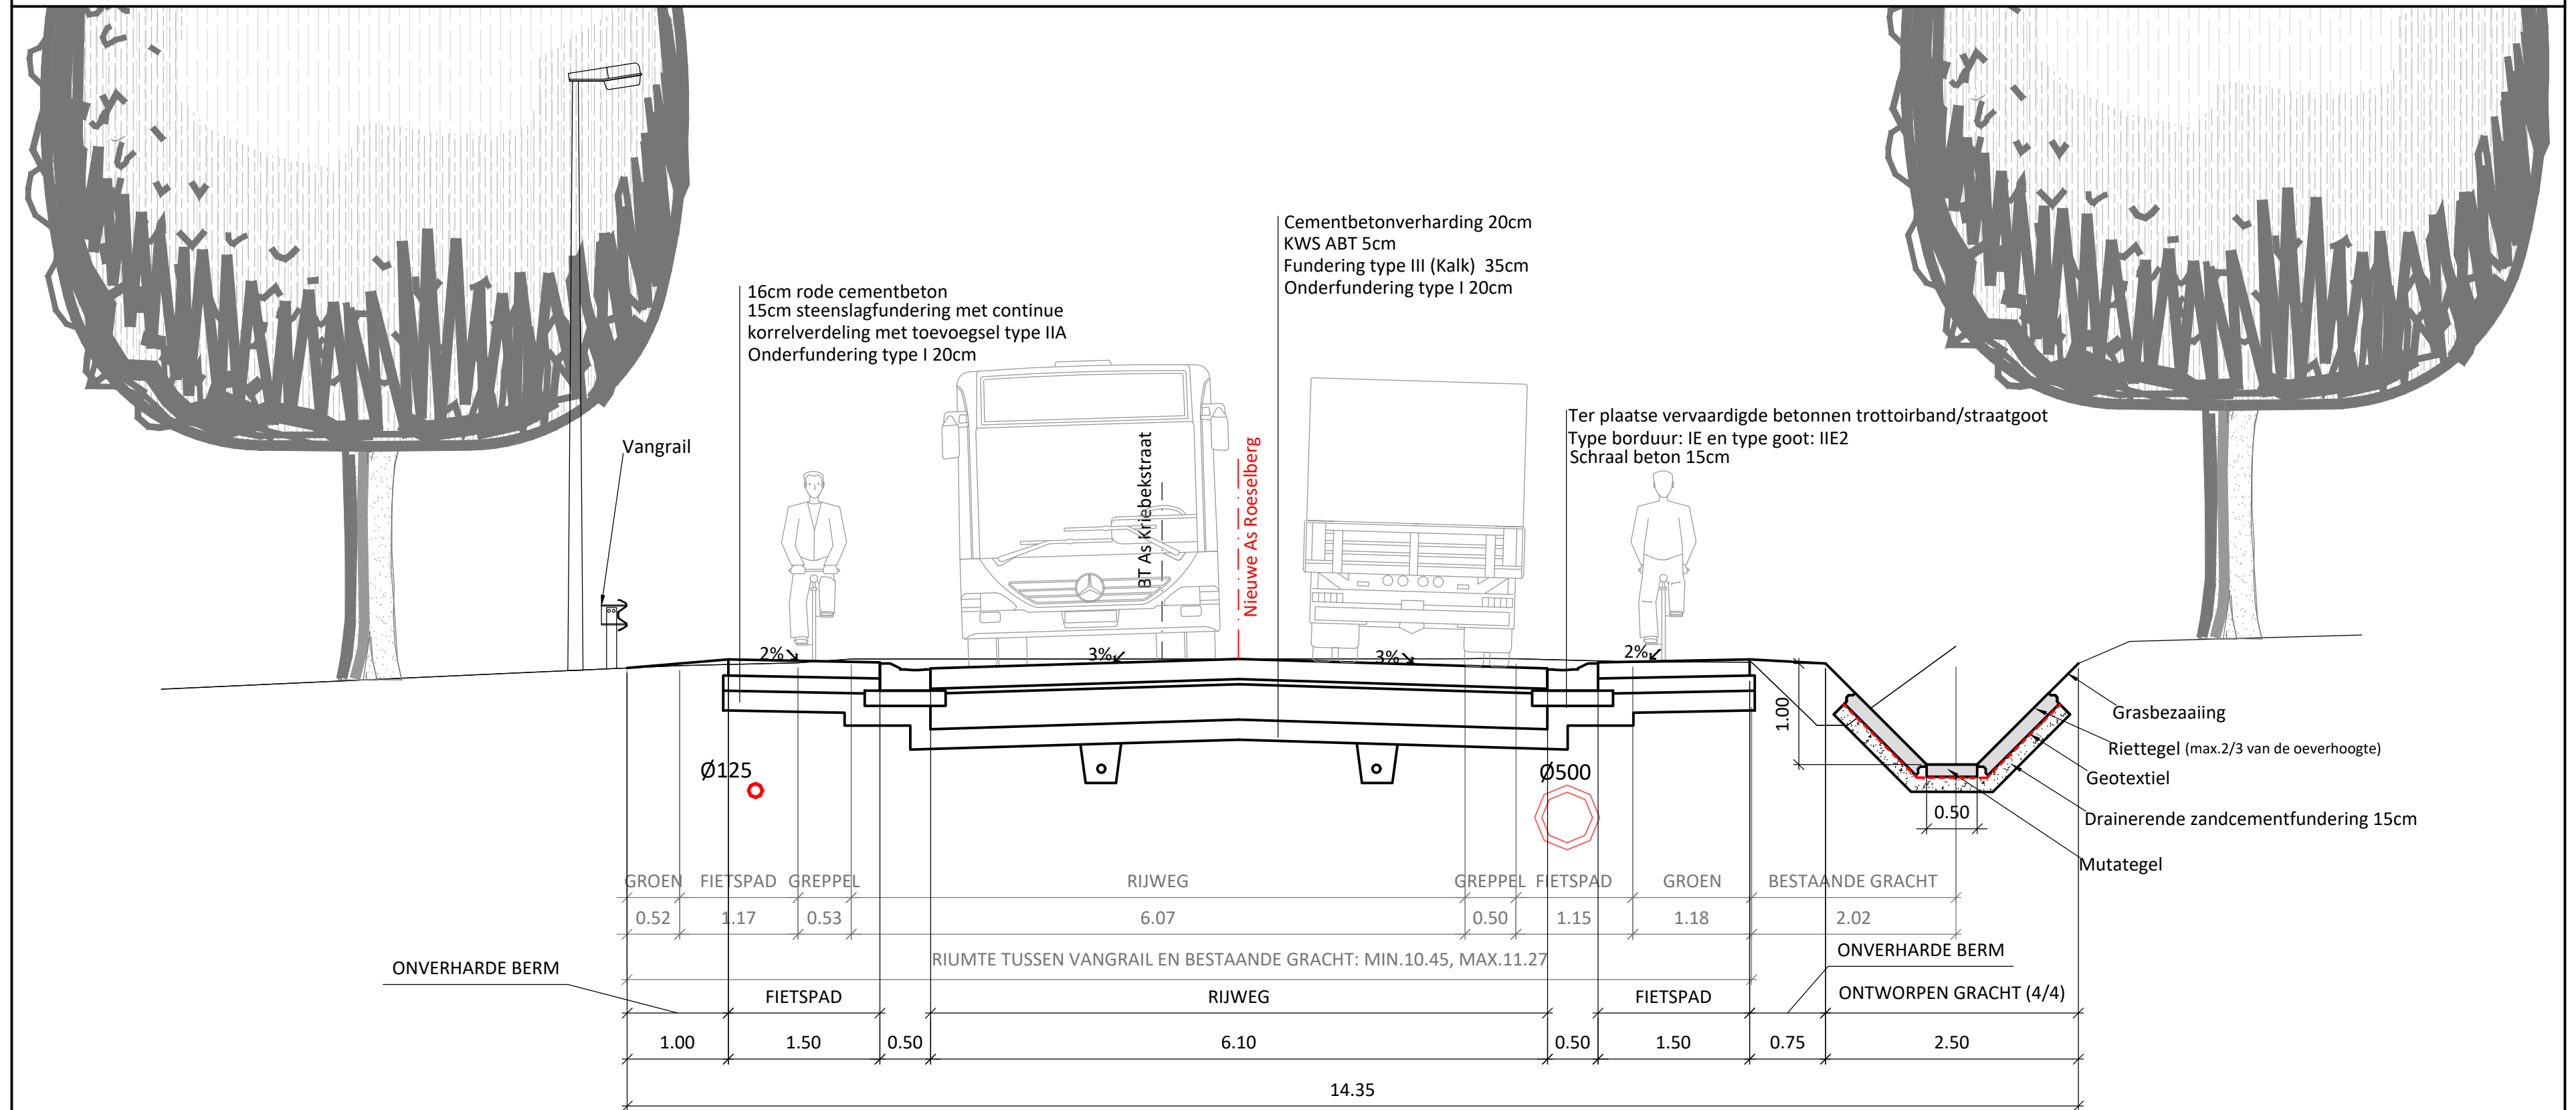 Cementbetonverharding 20cm
KWS ABT 5cm
Fundering type III (Kalk) 35cm
Onderfundering type I 20cm
16cm rode cementbeton
15cm steenslagfundering met continue
korrelverdeling met toevoegsel type IIA
Onderfundering type I 20cm
Ter plaatse vervaardigde betonnen trottoirband/straatgoot
Type borduur: IE en type goot: IIE2
Schraal beton 15cm
Vangrail
BT As Kriebekstraat
Nieuwe As Roeselberg
2%
3%
3%
2%
1.00
Grasbezaaiing
Riettegel (max.2/3 van de oeverhoogte)
Geotextiel
Drainerende zandcementfundering 15cm
Mutategel
0.50
Ø125
Ø500
GROEN FIETSPAD GREPPEL RIJWEG GREPPEL FIETSPAD GROEN BESTAANDE GRACHT
0.52 1.17 0.53 6.07 0.50 1.15 1.18 2.02
RIUMTE TUSSEN VANGRAIL EN BESTAANDE GRACHT: MIN.10.45, MAX.11.27
ONVERHARDE BERM
ONVERHARDE BERM
FIETSPAD RIJWEG FIETSPAD ONTWORPEN GRACHT (4/4)
1.00 1.50 0.50 6.10 0.50 1.50 0.75 2.50
14.35